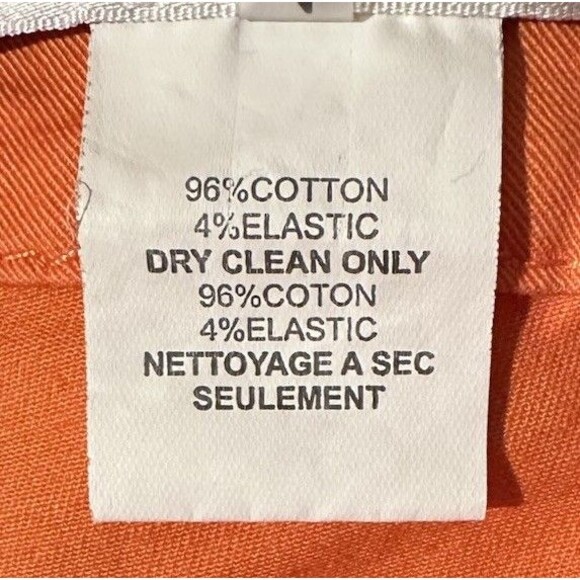 96%COTTON
4%ELASTIC
DRY CLEAN ONLY
96%COTON
4%ELASTIC
NETTOYAGE A SEC
SEULEMENT